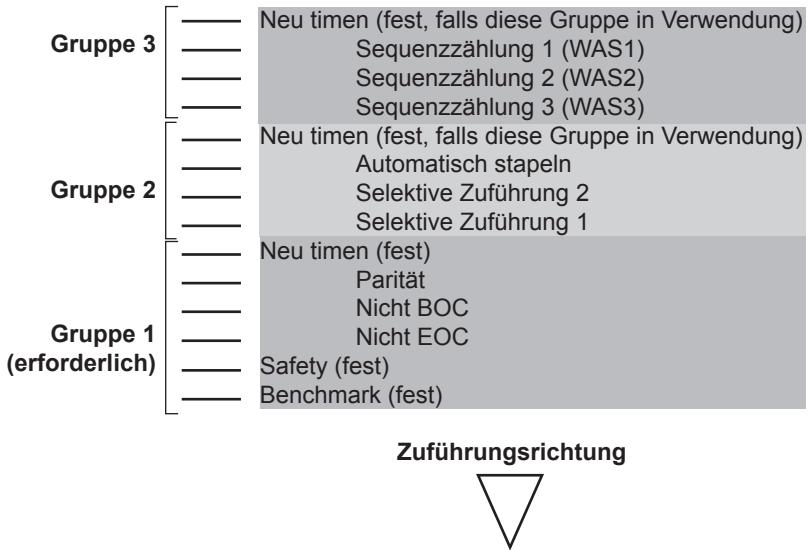 Gruppe 3
Neu timen (fest, falls diese Gruppe in Verwendung)
Sequenzzählung 1 (WAS1)
Sequenzzählung 2 (WAS2)
Sequenzzählung 3 (WAS3)
Gruppe 2
Neu timen (fest, falls diese Gruppe in Verwendung)
Automatisch stapeln
Selektive Zuführung 2
Selektive Zuführung 1
Gruppe 1
(erforderlich)
Neu timen (fest)
Parität
Nicht BOC
Nicht EOC
Safety (fest)
Benchmark (fest)
Zuführungsrichtung